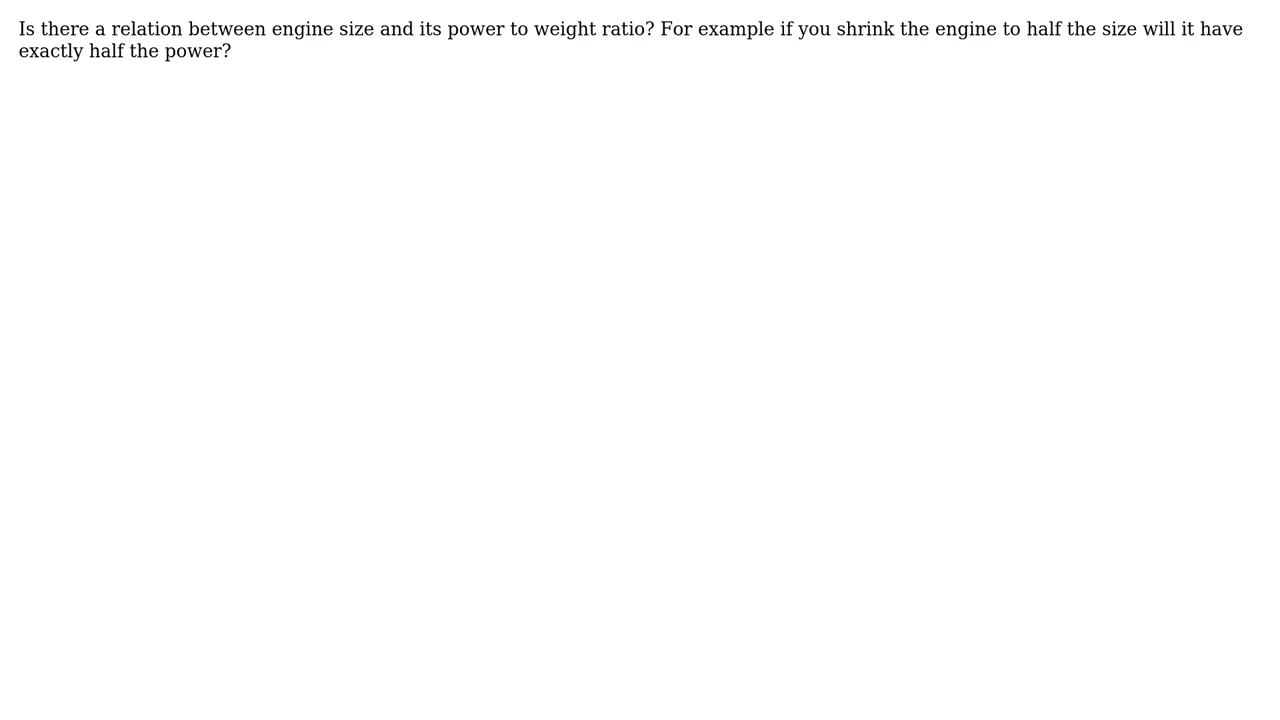 Is there a relation between engine size and its power to weight ratio? For example if you shrink the engine to half the size will it have
exactly half the power?